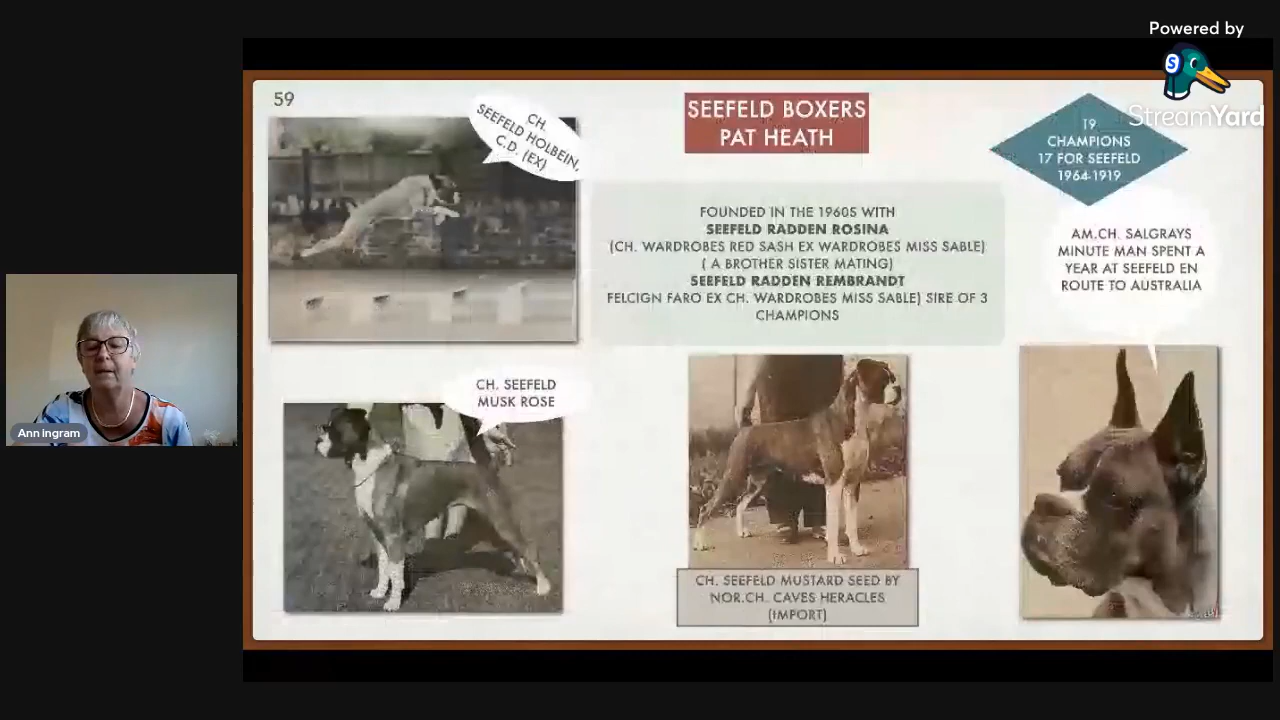 Powered by
StreamYard
59
CH.
SEEFELD HOLBEIN,
C.D. (EX)
SEEFELD BOXERS
PAT HEATH
19
CHAMPIONS
17 FOR SEEFELD
1964-1919
FOUNDED IN THE 1960S WITH
SEEFELD RADDEN ROSINA
(CH. WARDROBES RED SASH EX WARDROBES MISS SABLE)
( A BROTHER SISTER MATING)
SEEFELD RADDEN REMBRANDT
FELCIGN FARO EX CH. WARDROBES MISS SABLE) SIRE OF 3
CHAMPIONS
AM.CH. SALGRAYS
MINUTE MAN SPENT A
YEAR AT SEEFELD EN
ROUTE TO AUSTRALIA
CH. SEEFELD
MUSK ROSE
Ann Ingram
CH. SEEFELD MUSTARD SEED BY
NOR.CH. CAVES HERACLES
(IMPORT)